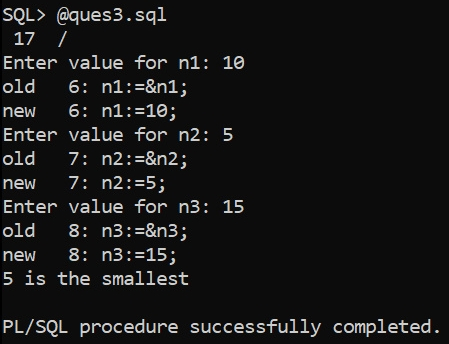 SQL> @ques3.sql
 17  /
Enter value for n1: 10
old   6: n1:=&n1;
new   6: n1:=10;
Enter value for n2: 5
old   7: n2:=&n2;
new   7: n2:=5;
Enter value for n3: 15
old   8: n3:=&n3;
new   8: n3:=15;
5 is the smallest

PL/SQL procedure successfully completed.